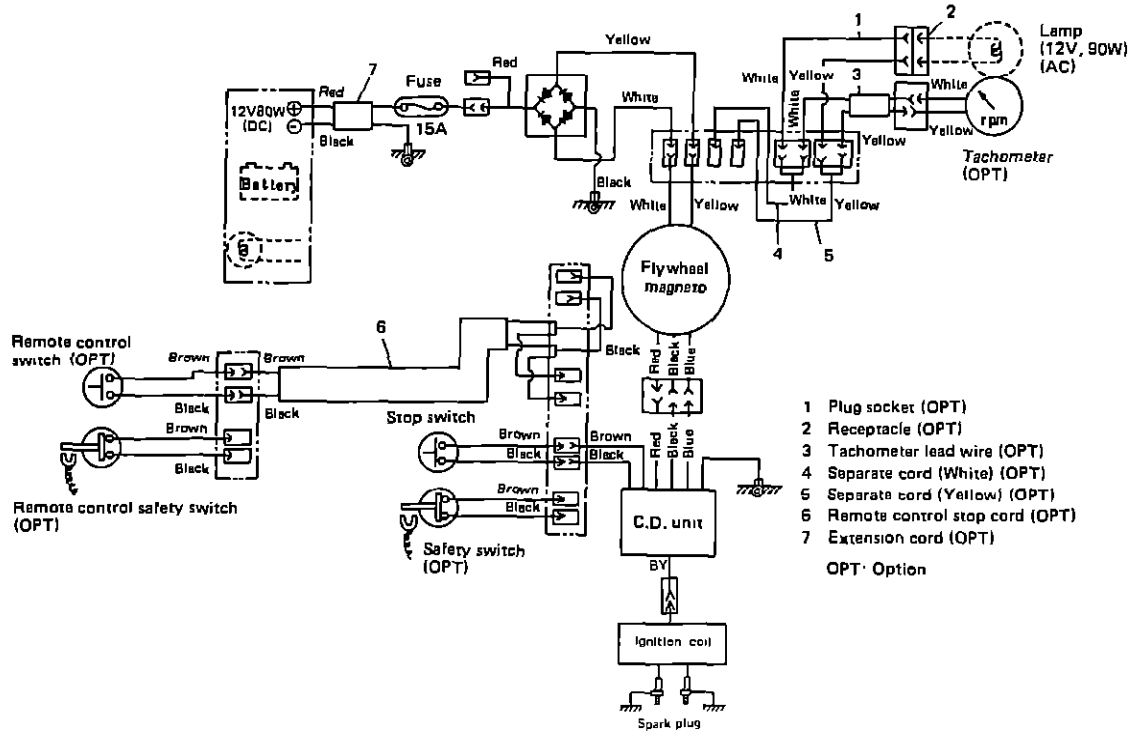 1
2
Lamp
(12V, 90W)
(AC)
Yellow
Red
7
Fuse
White
Yellow
3
White
Red
White
White
12V80W
(DC)
15A
Black
Yellow
Yellow
rpm
Tachometer
(OPT)
Battery
Black
White
Yellow
White
Yellow
4
5
Flywheel
magneto
6
Remote control
switch (OPT)
Brown
Brown
Black
Red
Black
Blue
Black
Black
Stop switch
Brown
Brown
Brown
Black
Black
Black
Red
Black
Blue
Remote control safety switch
(OPT)
Brown
Black
C.D. unit
Safety switch
(OPT)
BY
Ignition coil
Spark plug
1 Plug socket (OPT)
2 Receptacle (OPT)
3 Tachometer lead wire (OPT)
4 Separate cord (White) (OPT)
5 Separate cord (Yellow) (OPT)
6 Remote control stop cord (OPT)
7 Extension cord (OPT)
OPT· Option